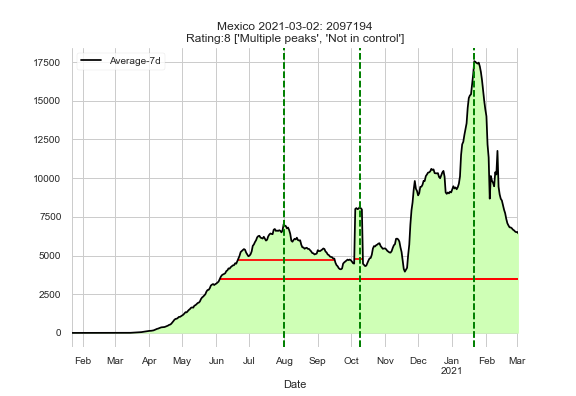 Mexico 2021-03-02: 2097194
Rating:8 ['Multiple peaks', 'Not in control']
Average-7d
17500
15000
12500
10000
7500
5000
2500
0
Feb Mar Apr May Jun Jul Aug Sep Oct Nov Dec Jan Feb Mar
2021
Date